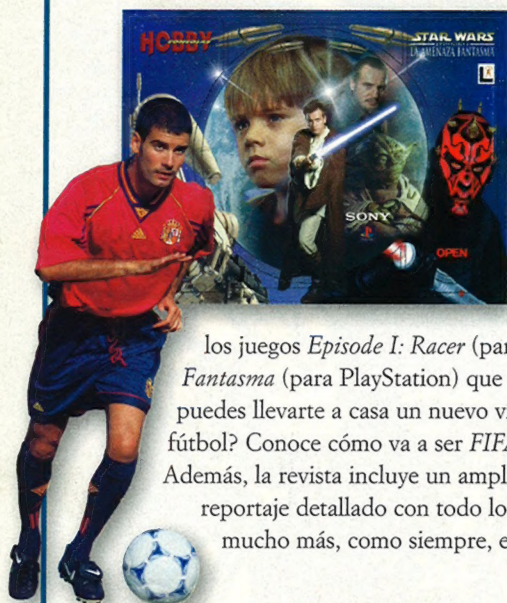 HOBBY
CONSOLAS
STAR WARS
LA AMENAZA FANTASMA
SONY
OPEN
los juegos Episode I: Racer (par
Fantasma (para PlayStation) que
puedes llevarte a casa un nuevo v
fútbol? Conoce cómo va a ser FIFA
Además, la revista incluye un ampl
reportaje detallado con todo lo
mucho más, como siempre, e